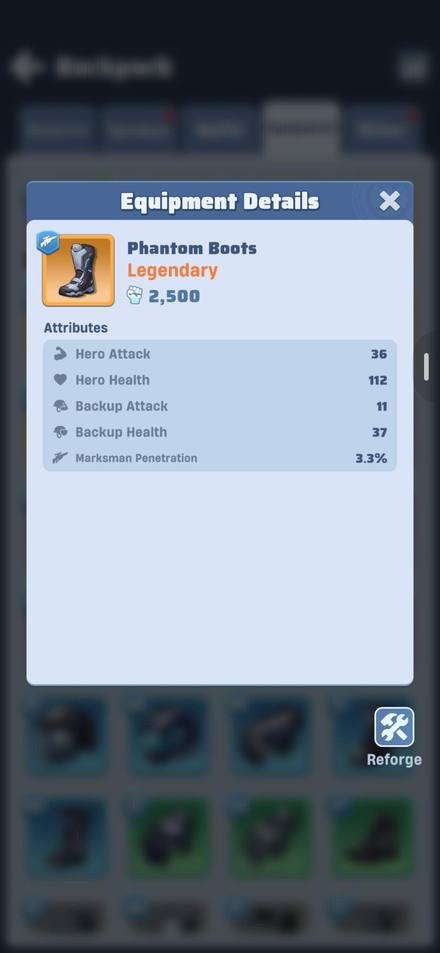 Backpack
Equipment Details
Phantom Boots
Legendary
2,500
Attributes
Hero Attack 36
Hero Health 112
Backup Attack 11
Backup Health 37
Marksman Penetration 3.3%
Reforge